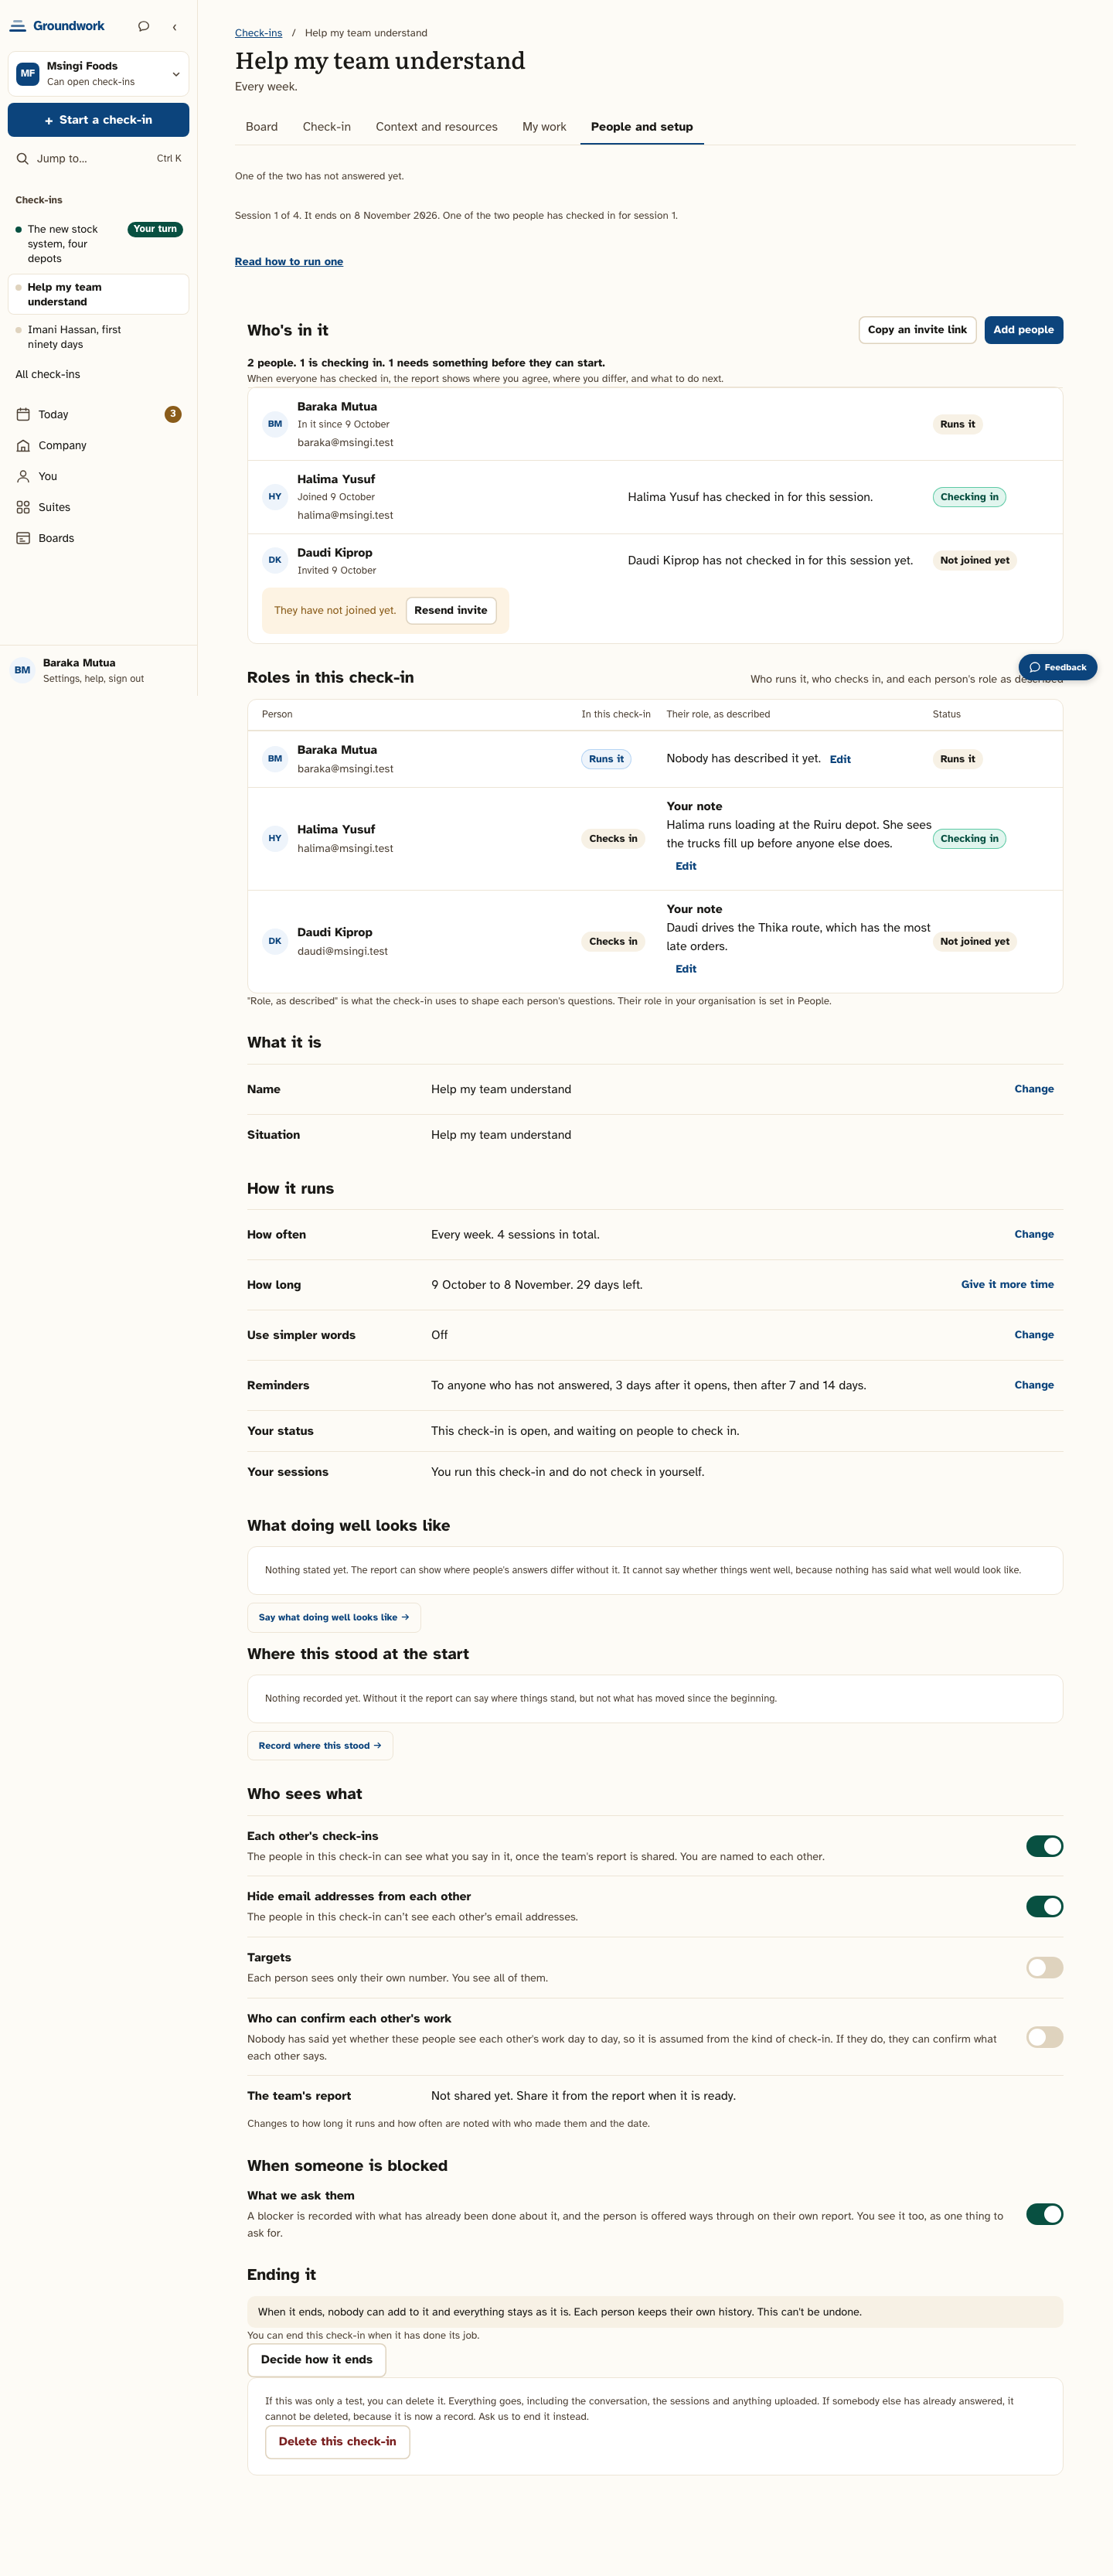 Groundwork
MF
Msingi Foods
Can open check-ins
+ Start a check-in
Jump to...
Ctrl K
Check-ins
The new stock
system, four
depots
Your turn
Help my team
understand
Imani Hassan, first
ninety days
All check-ins
Today
3
Company
You
Suites
Boards
BM
Baraka Mutua
Settings, help, sign out
Check-ins / Help my team understand
Help my team understand
Every week.
Board
Check-in
Context and resources
My work
People and setup
One of the two has not answered yet.
Session 1 of 4. It ends on 8 November 2026. One of the two people has checked in for session 1.
Read how to run one
Who's in it
Copy an invite link
Add people
2 people. 1 is checking in. 1 needs something before they can start.
When everyone has checked in, the report shows where you agree, where you differ, and what to do next.
BM
Baraka Mutua
In it since 9 October
baraka@msingi.test
Runs it
HY
Halima Yusuf
Joined 9 October
halima@msingi.test
Halima Yusuf has checked in for this session.
Checking in
DK
Daudi Kiprop
Invited 9 October
Daudi Kiprop has not checked in for this session yet.
Not joined yet
They have not joined yet.
Resend invite
Roles in this check-in
Who runs it, who checks in, and each person's role as described
Feedback
Person
In this check-in
Their role, as described
Status
BM
Baraka Mutua
baraka@msingi.test
Runs it
Nobody has described it yet.
Edit
Runs it
HY
Halima Yusuf
halima@msingi.test
Checks in
Your note
Halima runs loading at the Ruiru depot. She sees
the trucks fill up before anyone else does.
Edit
Checking in
DK
Daudi Kiprop
daudi@msingi.test
Checks in
Your note
Daudi drives the Thika route, which has the most
late orders.
Edit
Not joined yet
"Role, as described" is what the check-in uses to shape each person's questions. Their role in your organisation is set in People.
What it is
Name
Help my team understand
Change
Situation
Help my team understand
How it runs
How often
Every week. 4 sessions in total.
Change
How long
9 October to 8 November. 29 days left.
Give it more time
Use simpler words
Off
Change
Reminders
To anyone who has not answered, 3 days after it opens, then after 7 and 14 days.
Change
Your status
This check-in is open, and waiting on people to check in.
Your sessions
You run this check-in and do not check in yourself.
What doing well looks like
Nothing stated yet. The report can show where people's answers differ without it. It cannot say whether things went well, because nothing has said what well would look like.
Say what doing well looks like →
Where this stood at the start
Nothing recorded yet. Without it the report can say where things stand, but not what has moved since the beginning.
Record where this stood →
Who sees what
Each other's check-ins
The people in this check-in can see what you say in it, once the team's report is shared. You are named to each other.
Hide email addresses from each other
The people in this check-in can't see each other's email addresses.
Targets
Each person sees only their own number. You see all of them.
Who can confirm each other's work
Nobody has said yet whether these people see each other's work day to day, so it is assumed from the kind of check-in. If they do, they can confirm what
each other says.
The team's report
Not shared yet. Share it from the report when it is ready.
Changes to how long it runs and how often are noted with who made them and the date.
When someone is blocked
What we ask them
A blocker is recorded with what has already been done about it, and the person is offered ways through on their own report. You see it too, as one thing to
ask for.
Ending it
When it ends, nobody can add to it and everything stays as it is. Each person keeps their own history. This can't be undone.
You can end this check-in when it has done its job.
Decide how it ends
If this was only a test, you can delete it. Everything goes, including the conversation, the sessions and anything uploaded. If somebody else has already answered, it
cannot be deleted, because it is now a record. Ask us to end it instead.
Delete this check-in